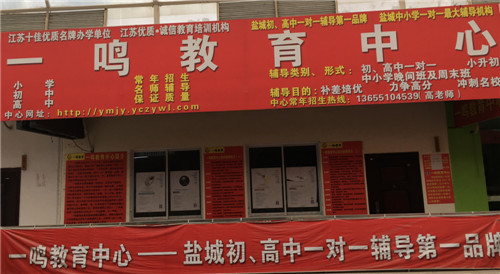 江苏十佳优质名牌办学单位 江苏优质·诚信教育培训机构 盐城初、高中一对一辅导第一品牌 盐城中小学一对一最大辅导机构
一鸣教育中心
小 学
初 中
高 中
常年招生
名师辅导
保证质量
辅导类别、形式：初、高中一对一 小升初
中小学晚间班及周末班
辅导目的：补差培优 力争高分 冲刺名校
中心网址：http://ymjy.yczywl.com
中心常年招生热线：13655104539(高老师)
一鸣教育中心——盐城初、高中一对一辅导第一品牌